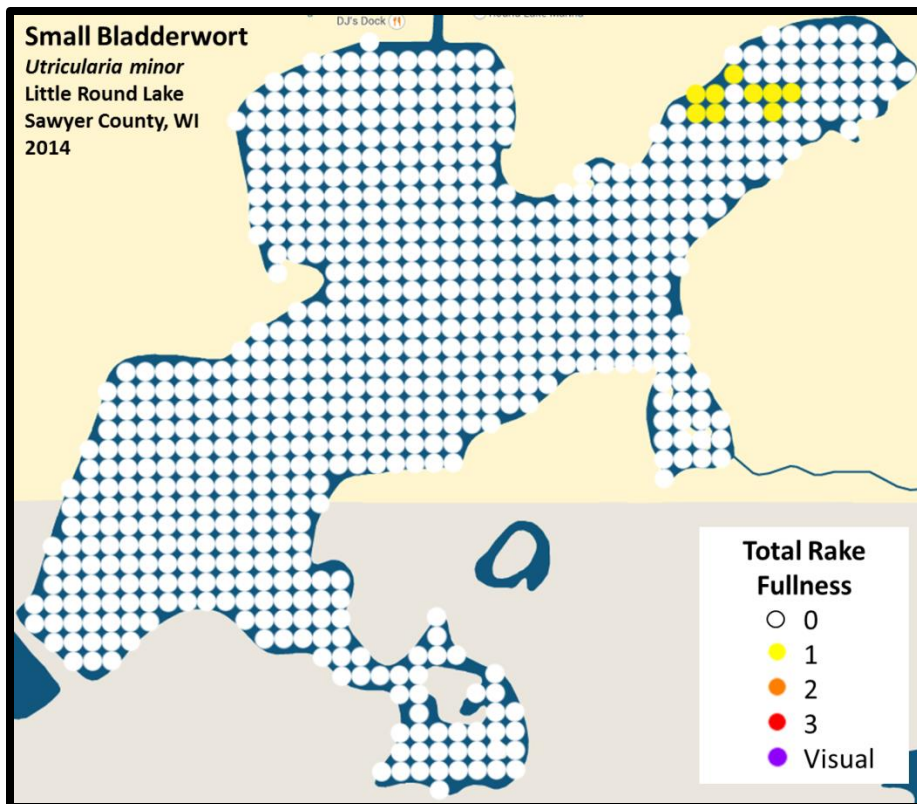 DJ's Dock
Round Lake Marina
Small Bladderwort
Utricularia minor
Little Round Lake
Sawyer County, WI
2014
Total Rake
Fullness
0
1
2
3
Visual